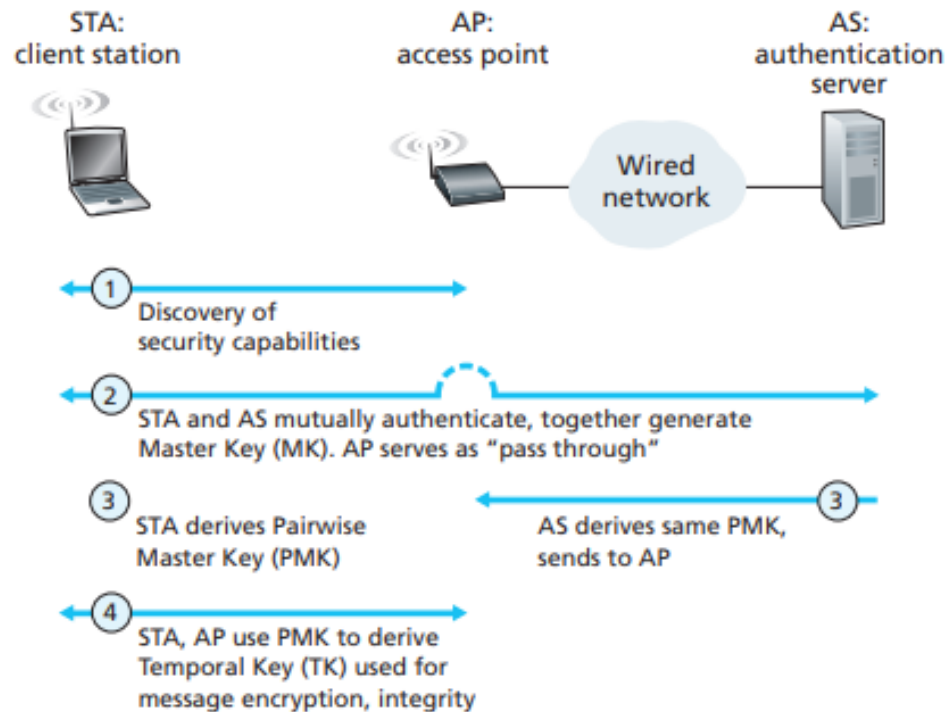 STA:
client station
AP:
access point
AS:
authentication
server
Wired
network
1
Discovery of
security capabilities
2
STA and AS mutually authenticate, together generate
Master Key (MK). AP serves as “pass through“
3
STA derives Pairwise
Master Key (PMK)
3
AS derives same PMK,
sends to AP
4
STA, AP use PMK to derive
Temporal Key (TK) used for
message encryption, integrity